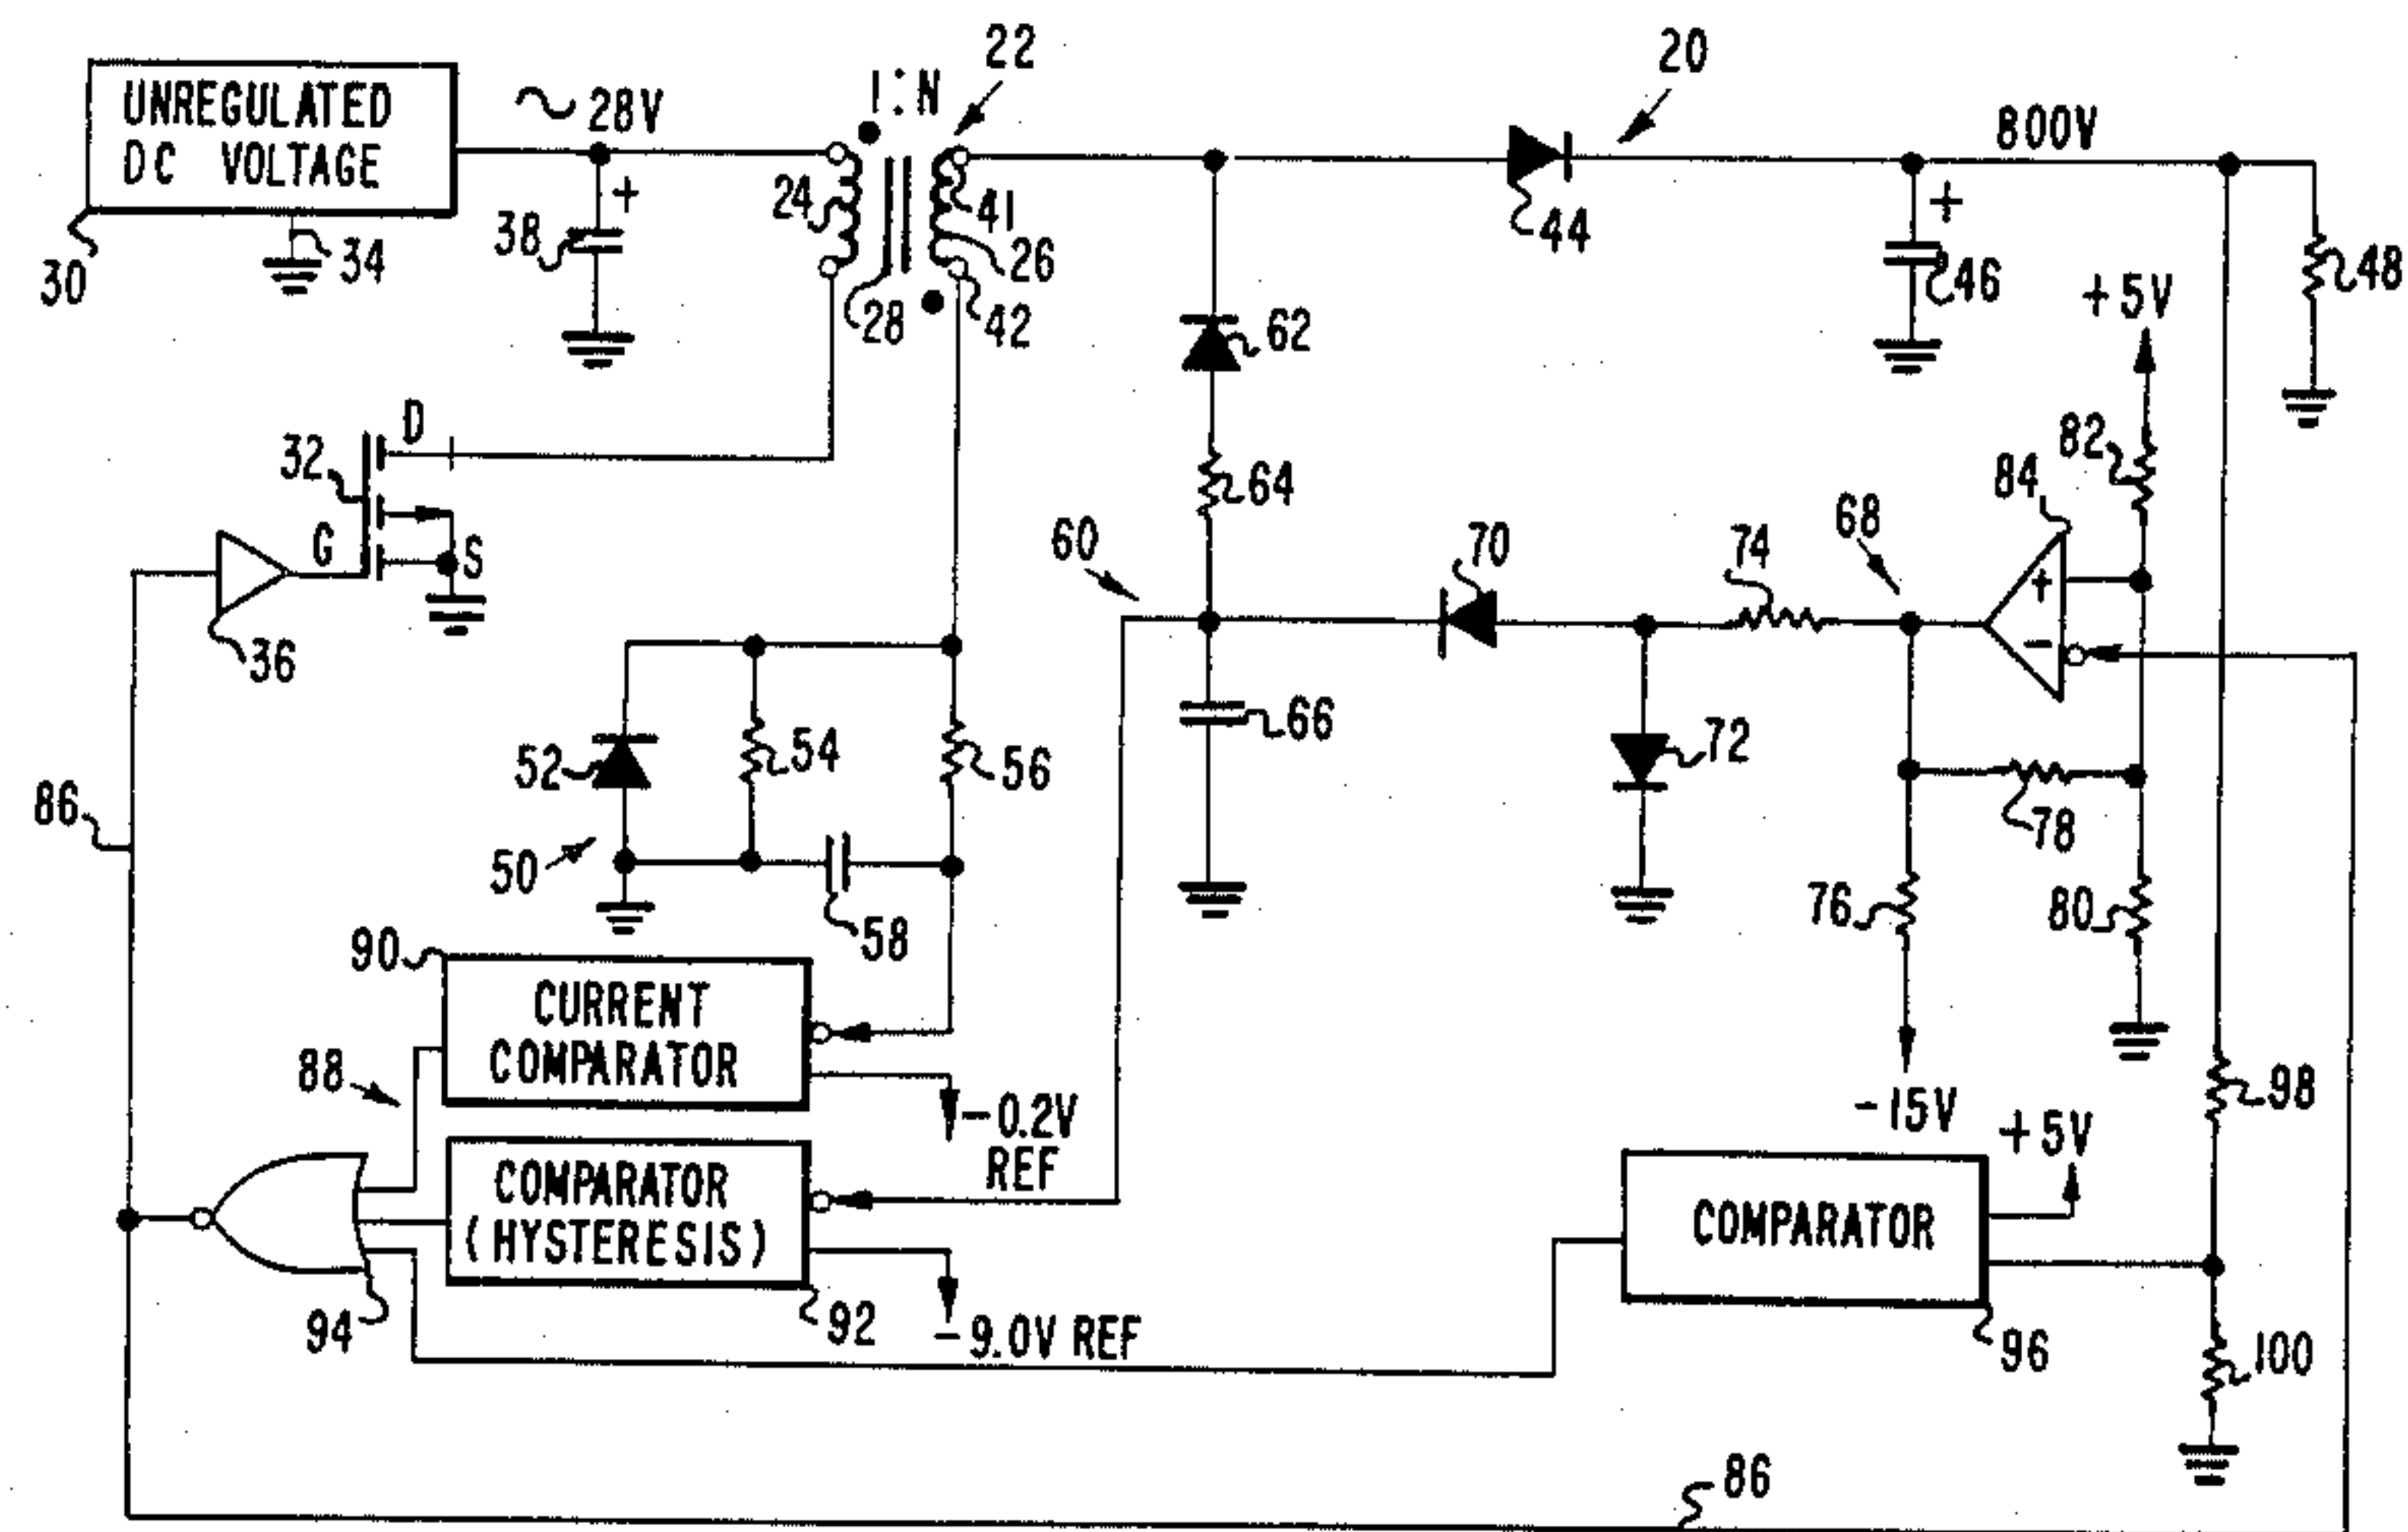 22
20
UNREGULATED
DC VOLTAGE
~28V
1:N
800V
+
24
41
44
+
38
26
46
48
30
34
28
42
62
+5V
D
32
82
64
84
G
S
60
70
74
68
+
-
36
66
72
52
54
56
78
86
50
58
76
80
90
CURRENT
COMPARATOR
88
-0.2V
REF
-15V
98
+5V
COMPARATOR
(HYSTERESIS)
COMPARATOR
94
92
-9.0V REF
96
100
86